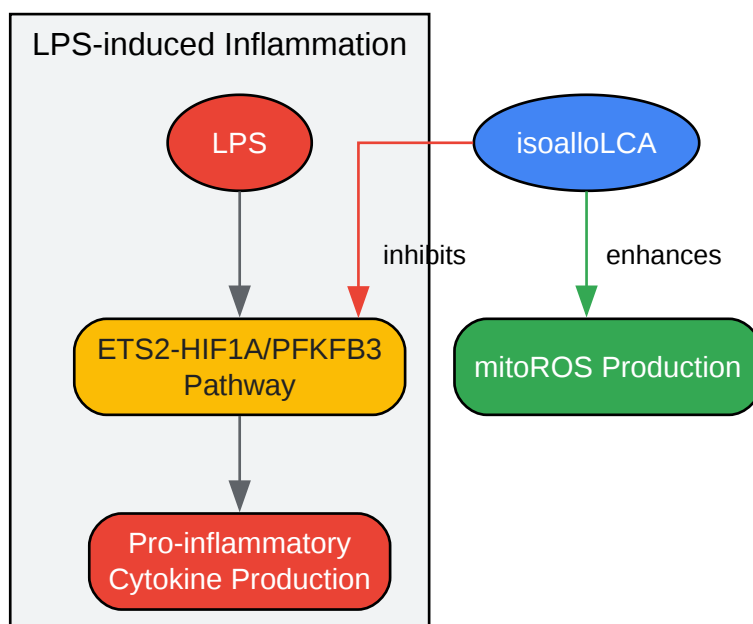 LPS-induced Inflammation
LPS
isoalloLCA
inhibits
enhances
ETS2-HIF1A/PFKFB3
Pathway
mitoROS Production
Pro-inflammatory
Cytokine Production